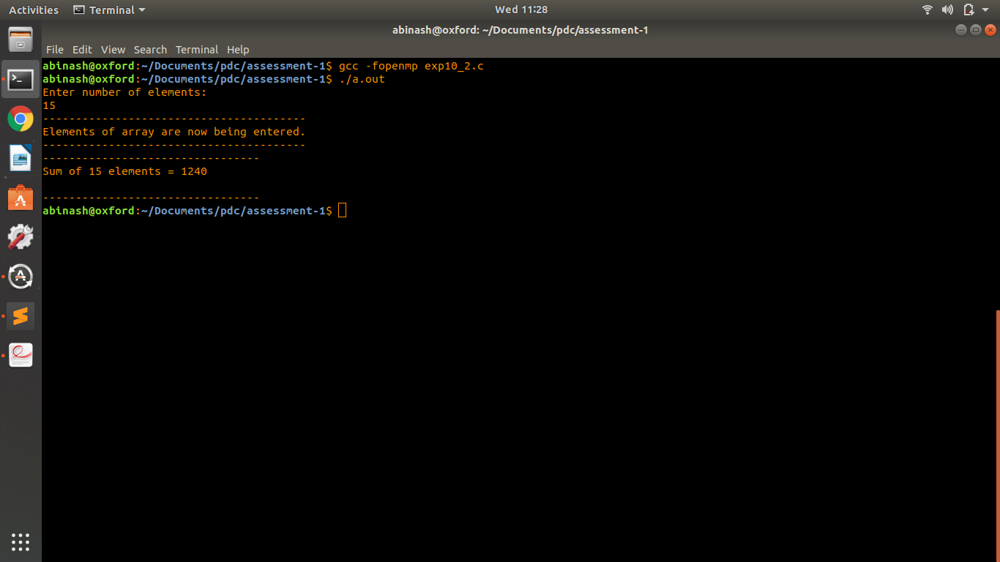 Activities Terminal Wed 11:28
abinash@oxford: ~/Documents/pdc/assessment-1
File Edit View Search Terminal Help
abinash@oxford:~/Documents/pdc/assessment-1$ gcc -fopenmp exp10_2.c
abinash@oxford:~/Documents/pdc/assessment-1$ ./a.out
Enter number of elements:
15
----------------------------------------
Elements of array are now being entered.
----------------------------------------
---------------------------------
Sum of 15 elements = 1240
---------------------------------
abinash@oxford:~/Documents/pdc/assessment-1$